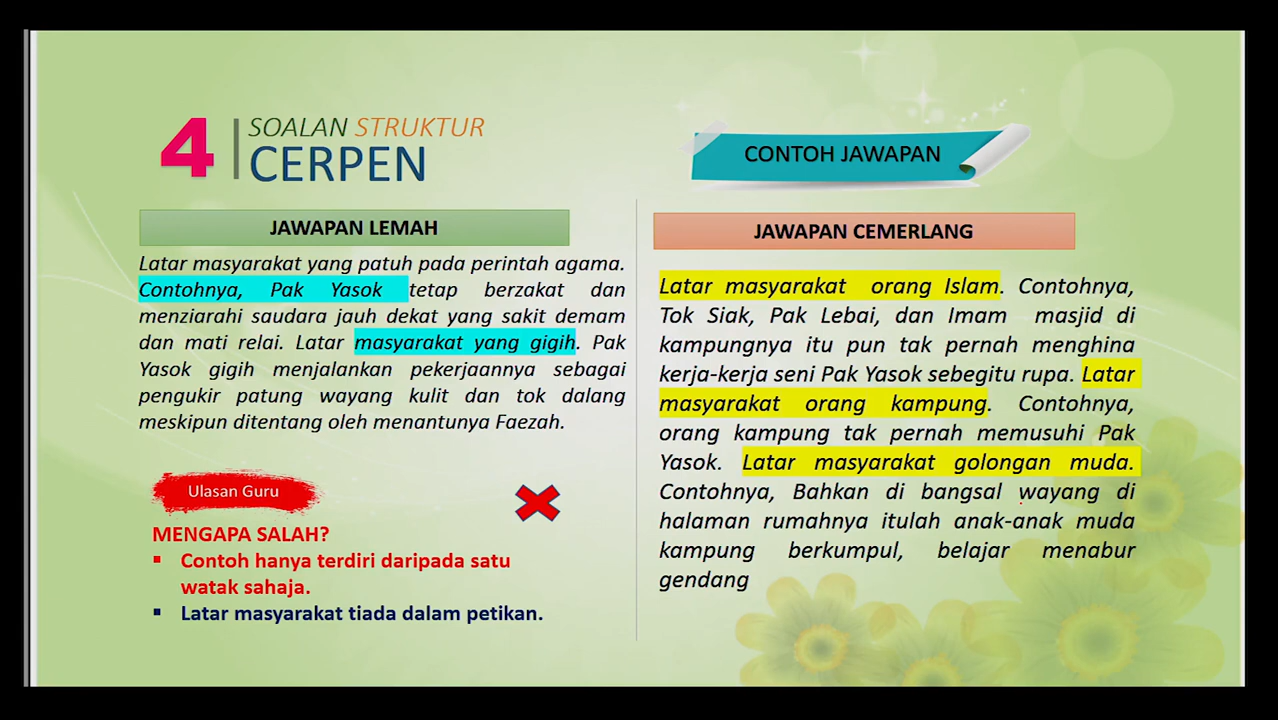 4
SOALAN STRUKTUR
CERPEN
CONTOH JAWAPAN
JAWAPAN LEMAH
Latar masyarakat yang patuh pada perintah agama.
Contohnya, Pak Yasok tetap berzakat dan
menziarahi saudara jauh dekat yang sakit demam
dan mati relai. Latar masyarakat yang gigih. Pak
Yasok gigih menjalankan pekerjaannya sebagai
pengukir patung wayang kulit dan tok dalang
meskipun ditentang oleh menantunya Faezah.
Ulasan Guru
MENGAPA SALAH?
Contoh hanya terdiri daripada satu
watak sahaja.
Latar masyarakat tiada dalam petikan.
JAWAPAN CEMERLANG
Latar masyarakat orang Islam. Contohnya,
Tok Siak, Pak Lebai, dan Imam masjid di
kampungnya itu pun tak pernah menghina
kerja-kerja seni Pak Yasok sebegitu rupa. Latar
masyarakat orang kampung. Contohnya,
orang kampung tak pernah memusuhi Pak
Yasok. Latar masyarakat golongan muda.
Contohnya, Bahkan di bangsal wayang di
halaman rumahnya itulah anak-anak muda
kampung berkumpul, belajar menabur
gendang